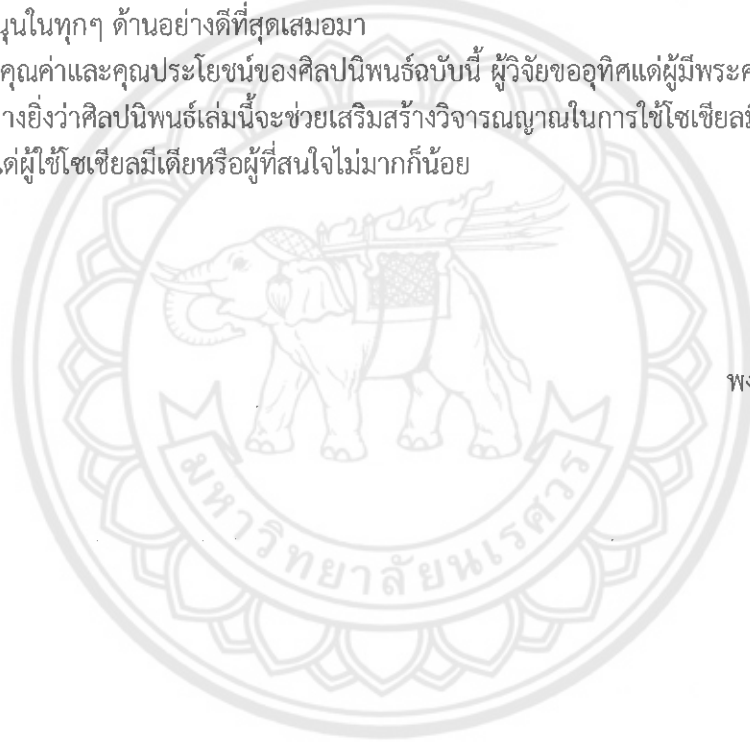 นุนในทุกๆ ด้านอย่างดีที่สุดเสมอมา
คุณค่าและคุณประโยชน์ของศิลปนิพนธ์ฉบับนี้ ผู้วิจัยขออุทิศแด่ผู้มีพระค
างยิ่งว่าศิลปนิพนธ์เล่มนี้จะช่วยเสริมสร้างวิจารณญาณในการใช้โซเชียลมี
แด่ผู้ใช้โซเชียลมีเดียหรือผู้ที่สนใจไม่มากก็น้อย
พง
มหาวิทยาลัยนเรศวร